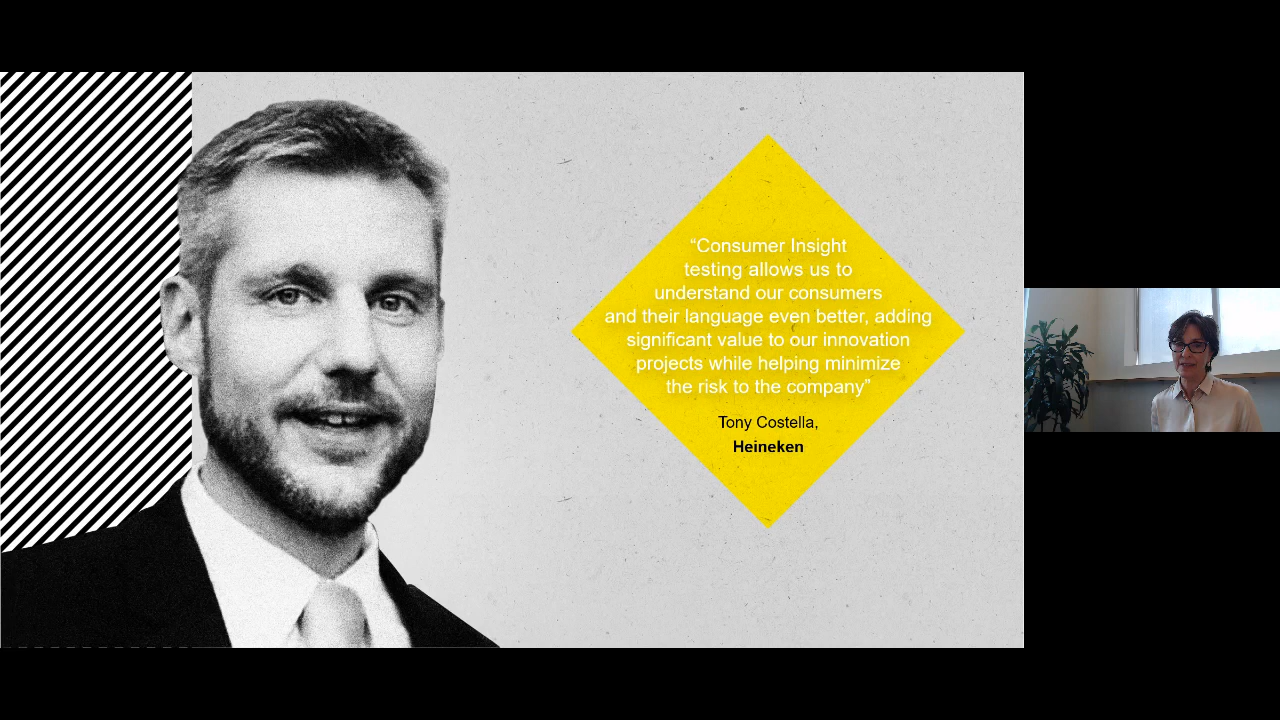 “Consumer Insight
testing allows us to
understand our consumers
and their language even better, adding
significant value to our innovation
projects while helping minimize
the risk to the company”
Tony Costella,
Heineken